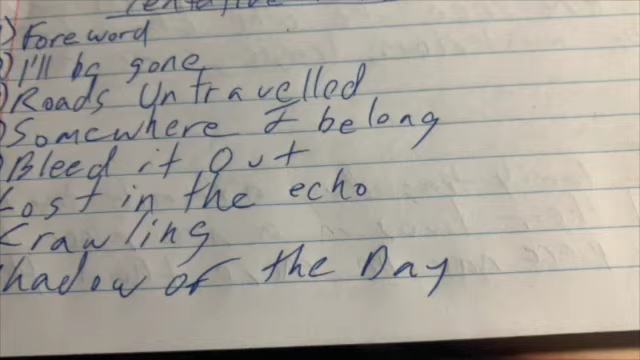 Tentative
) Foreword
) I'll be gone
) Roads Untravelled
) Somewhere I belong
) Bleed it Out
Lost in the echo
Crawling
Shadow of the Day